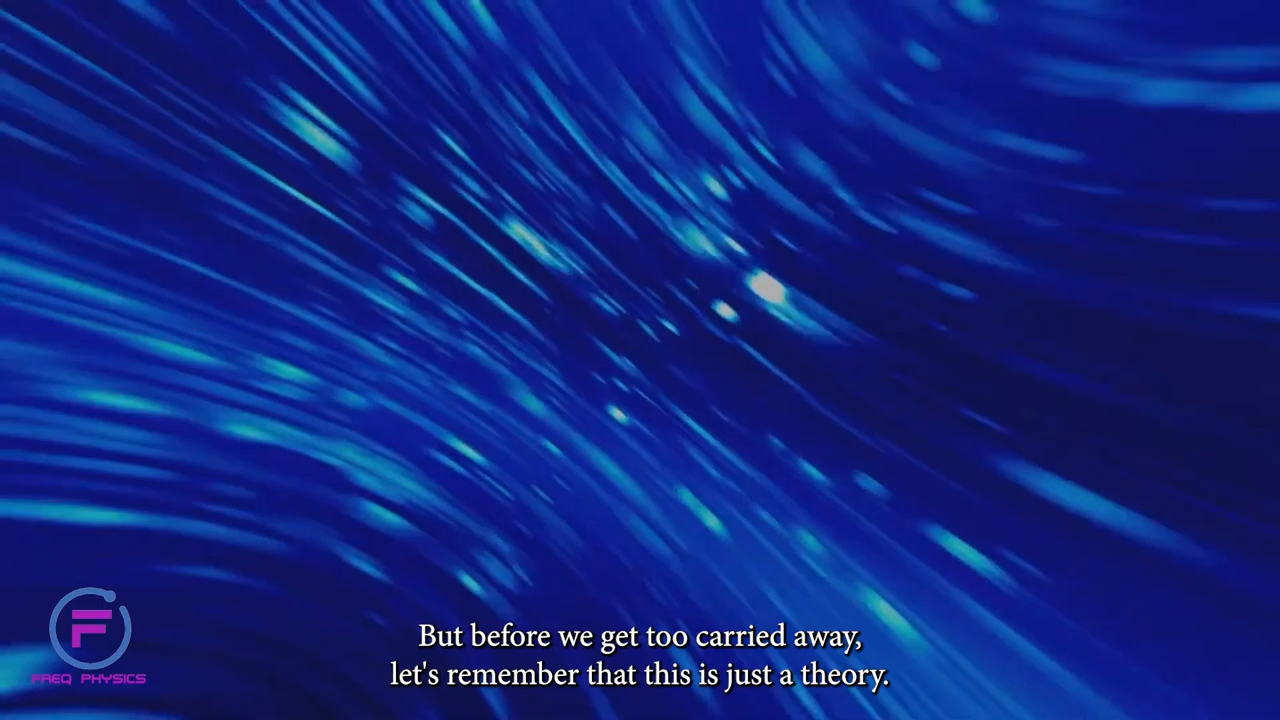 But before we get too carried away,
let's remember that this is just a theory.
FREQ PHYSICS